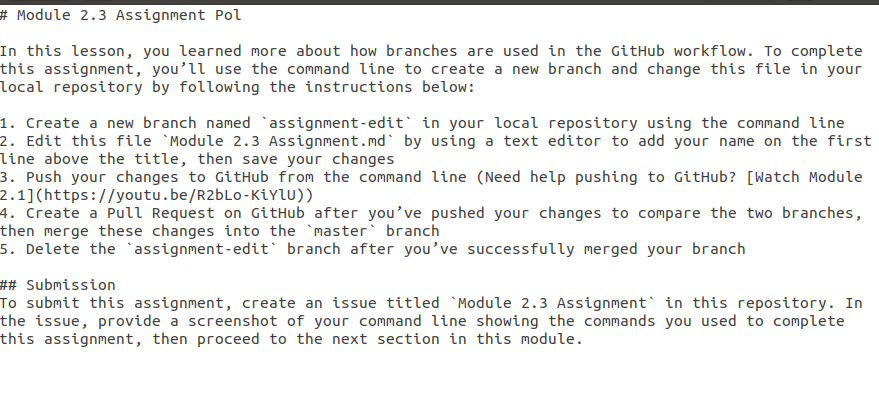 # Module 2.3 Assignment Pol
In this lesson, you learned more about how branches are used in the GitHub workflow. To complete
this assignment, you’ll use the command line to create a new branch and change this file in your
local repository by following the instructions below:
1. Create a new branch named `assignment-edit` in your local repository using the command line
2. Edit this file `Module 2.3 Assignment.md` by using a text editor to add your name on the first
line above the title, then save your changes
3. Push your changes to GitHub from the command line (Need help pushing to GitHub? [Watch Module
2.1](https://youtu.be/R2bLo-KiYlU))
4. Create a Pull Request on GitHub after you’ve pushed your changes to compare the two branches,
then merge these changes into the `master` branch
5. Delete the `assignment-edit` branch after you’ve successfully merged your branch
## Submission
To submit this assignment, create an issue titled `Module 2.3 Assignment` in this repository. In
the issue, provide a screenshot of your command line showing the commands you used to complete
this assignment, then proceed to the next section in this module.